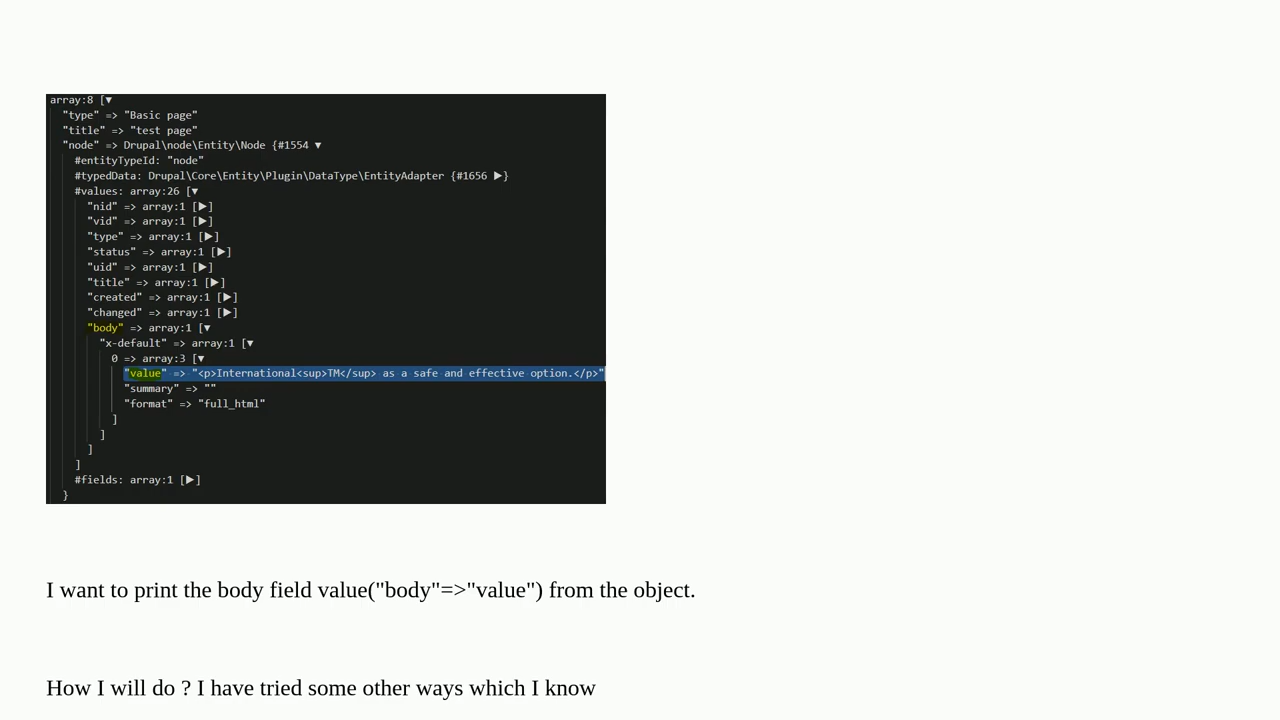 array:8 [▼
"type" => "Basic page"
"title" => "test page"
"node" => Drupal\node\Entity\Node {#1554 ▼
#entityTypeId: "node"
#typedData: Drupal\Core\Entity\Plugin\DataType\EntityAdapter {#1656 ▶}
#values: array:26 [▼
"nid" => array:1 [▶]
"vid" => array:1 [▶]
"type" => array:1 [▶]
"status" => array:1 [▶]
"uid" => array:1 [▶]
"title" => array:1 [▶]
"created" => array:1 [▶]
"changed" => array:1 [▶]
"body" => array:1 [▼
"x-default" => array:1 [▼
0 => array:3 [▼
"value" => "<p>International<sup>TM</sup> as a safe and effective option.</p>"
"summary" => ""
"format" => "full_html"
]
]
]
]
#fields: array:1 [▶]
}
I want to print the body field value("body"=>"value") from the object.
How I will do ? I have tried some other ways which I know